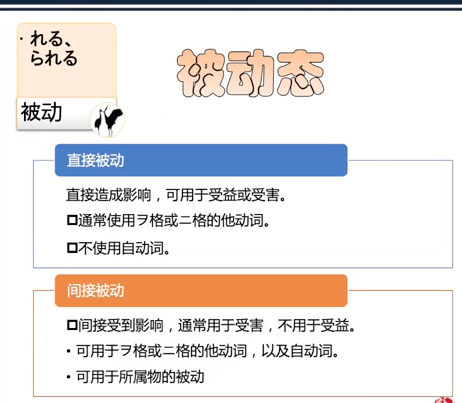 ・れる、
られる
被动态
被动
直接被动
直接造成影响，可用于受益或受害。
❑通常使用ヲ格或ニ格的他动词。
❑不使用自动词。
间接被动
❑间接受到影响，通常用于受害，不用于受益。
• 可用于ヲ格或ニ格的他动词，以及自动词。
• 可用于所属物的被动